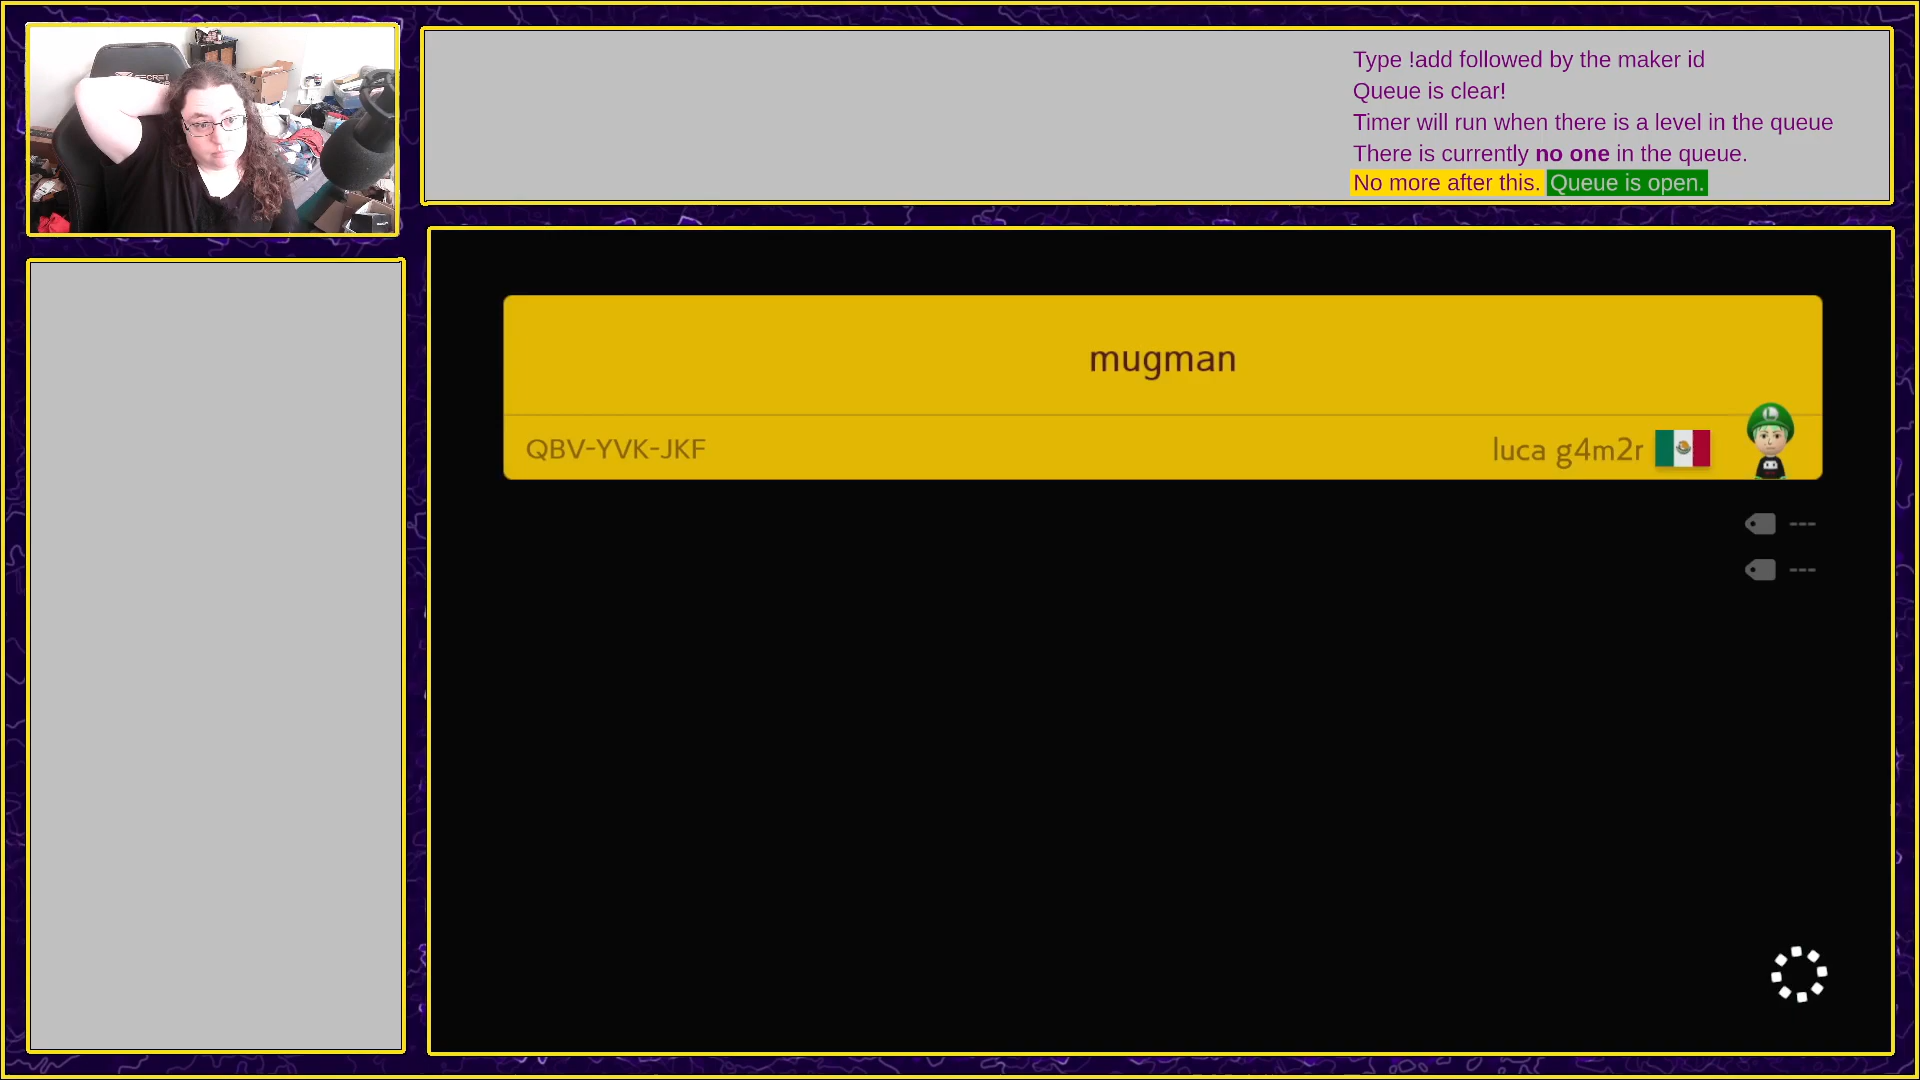 SECRET
Type !add followed by the maker id
Queue is clear!
Timer will run when there is a level in the queue
There is currently no one in the queue.
No more after this. Queue is open.
mugman
QBV-YVK-JKF
luca g4m2r
L
---
---